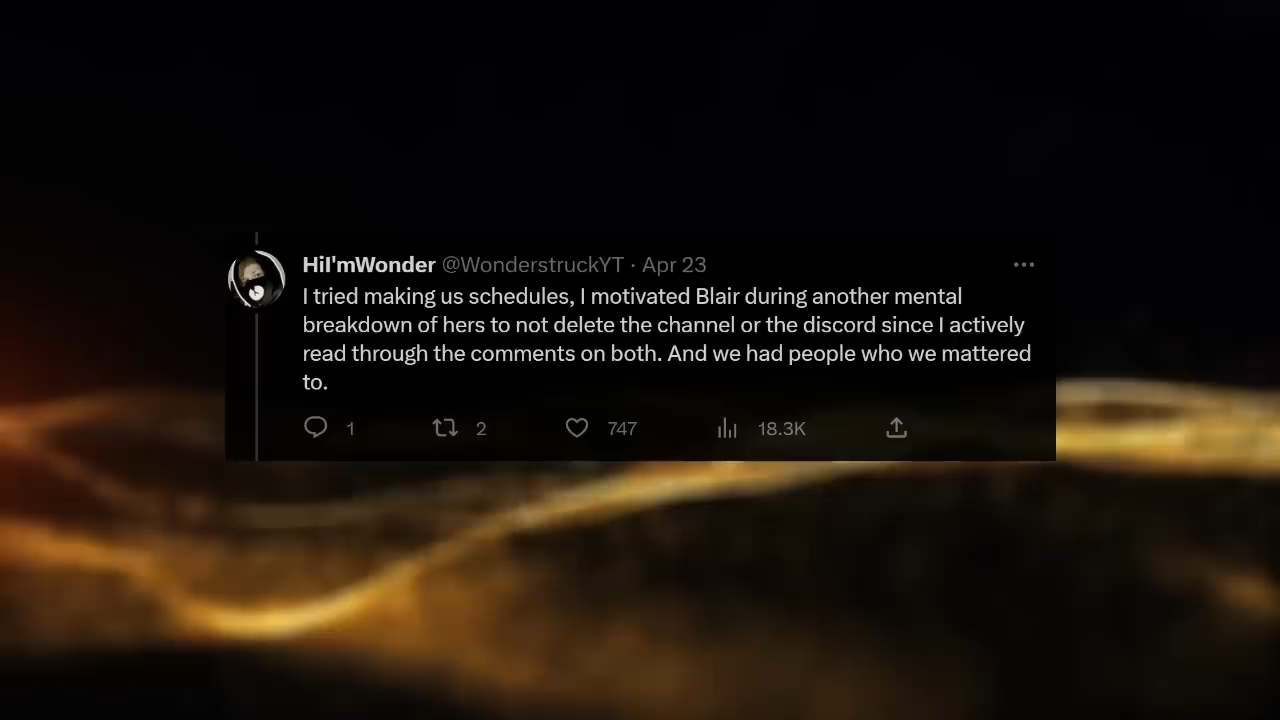 HiI'mWonder @WonderstruckYT · Apr 23
I tried making us schedules, I motivated Blair during another mental
breakdown of hers to not delete the channel or the discord since I actively
read through the comments on both. And we had people who we mattered
to.
1 2 747 18.3K